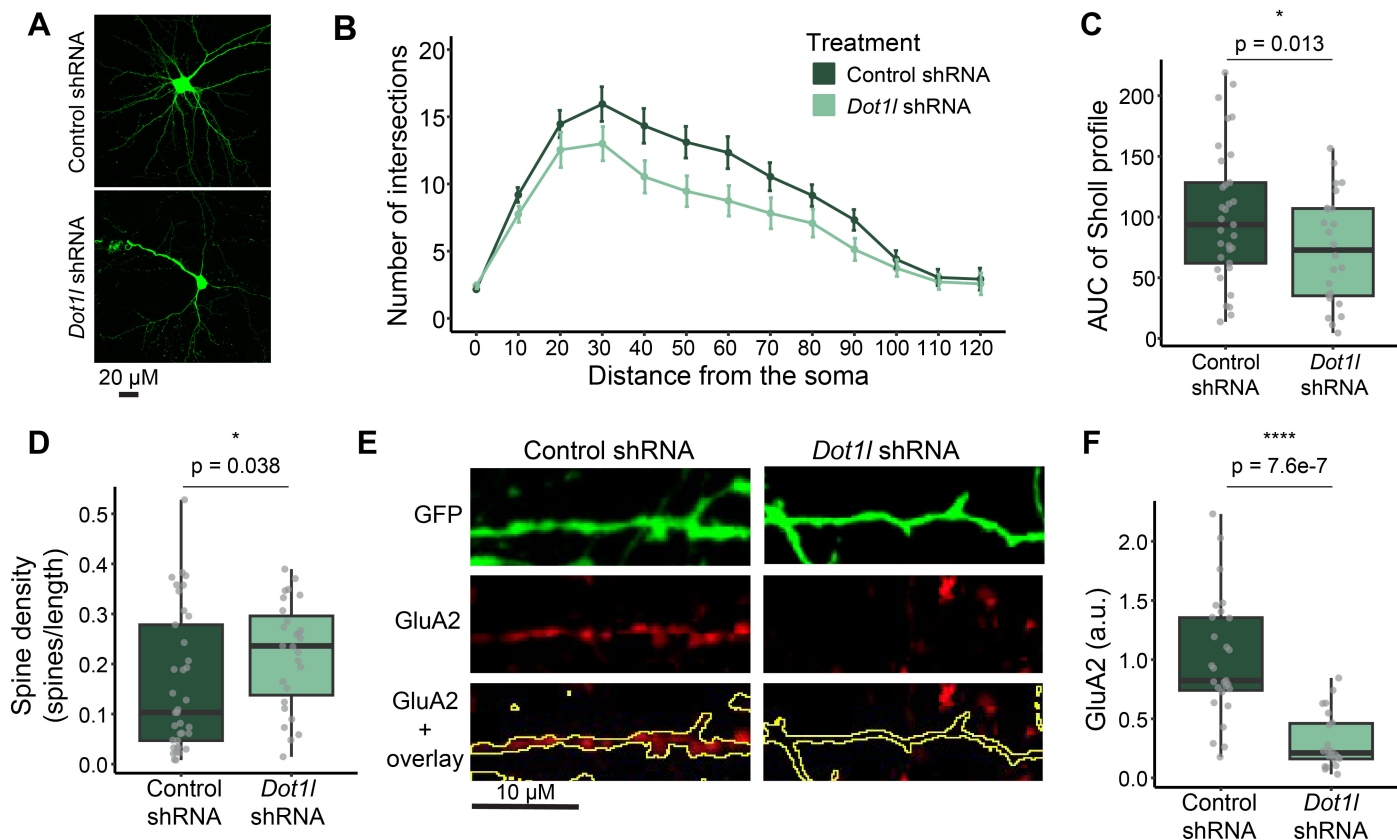 A
Control shRNA
Dot1l shRNA
20 µM
B
Number of intersections
20
15
10
5
0
Treatment
Control shRNA
Dot1l shRNA
0 10 20 30 40 50 60 70 80 90 100 110 120
Distance from the soma
C
*
p = 0.013
AUC of Sholl profile
200
150
100
50
0
Control
shRNA
Dot1l
shRNA
D
*
p = 0.038
Spine density
(spines/length)
0.5
0.4
0.3
0.2
0.1
0.0
Control
shRNA
Dot1l
shRNA
E
Control shRNA
Dot1l shRNA
GFP
GluA2
GluA2
+
overlay
10 µM
F
****
p = 7.6e-7
GluA2 (a.u.)
2.0
1.5
1.0
0.5
0.0
Control
shRNA
Dot1l
shRNA